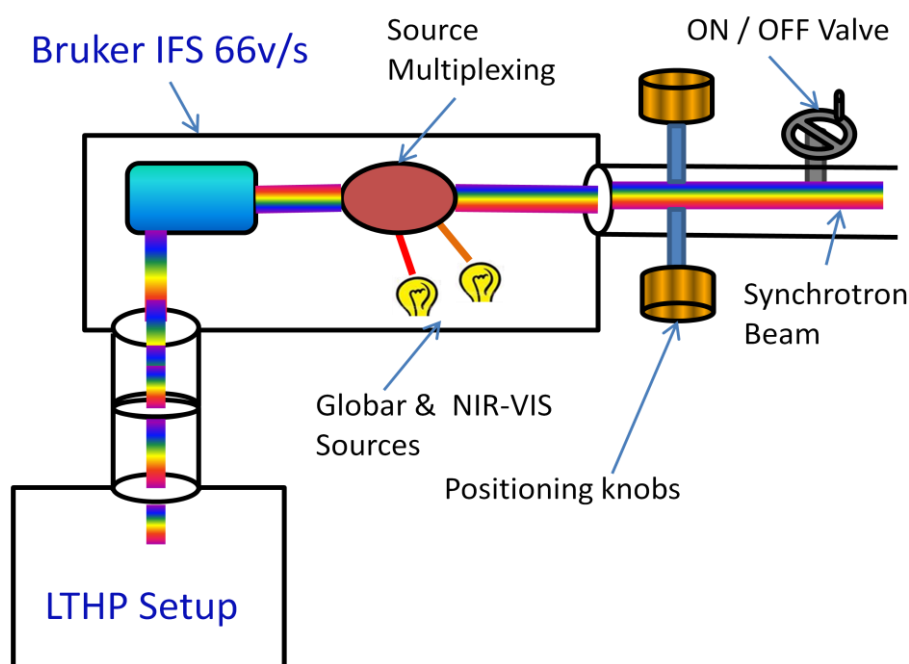 Bruker IFS 66v/s
Source
Multiplexing
ON / OFF Valve
Synchrotron
Beam
Globar &  NIR-VIS
Sources
Positioning knobs
LTHP Setup